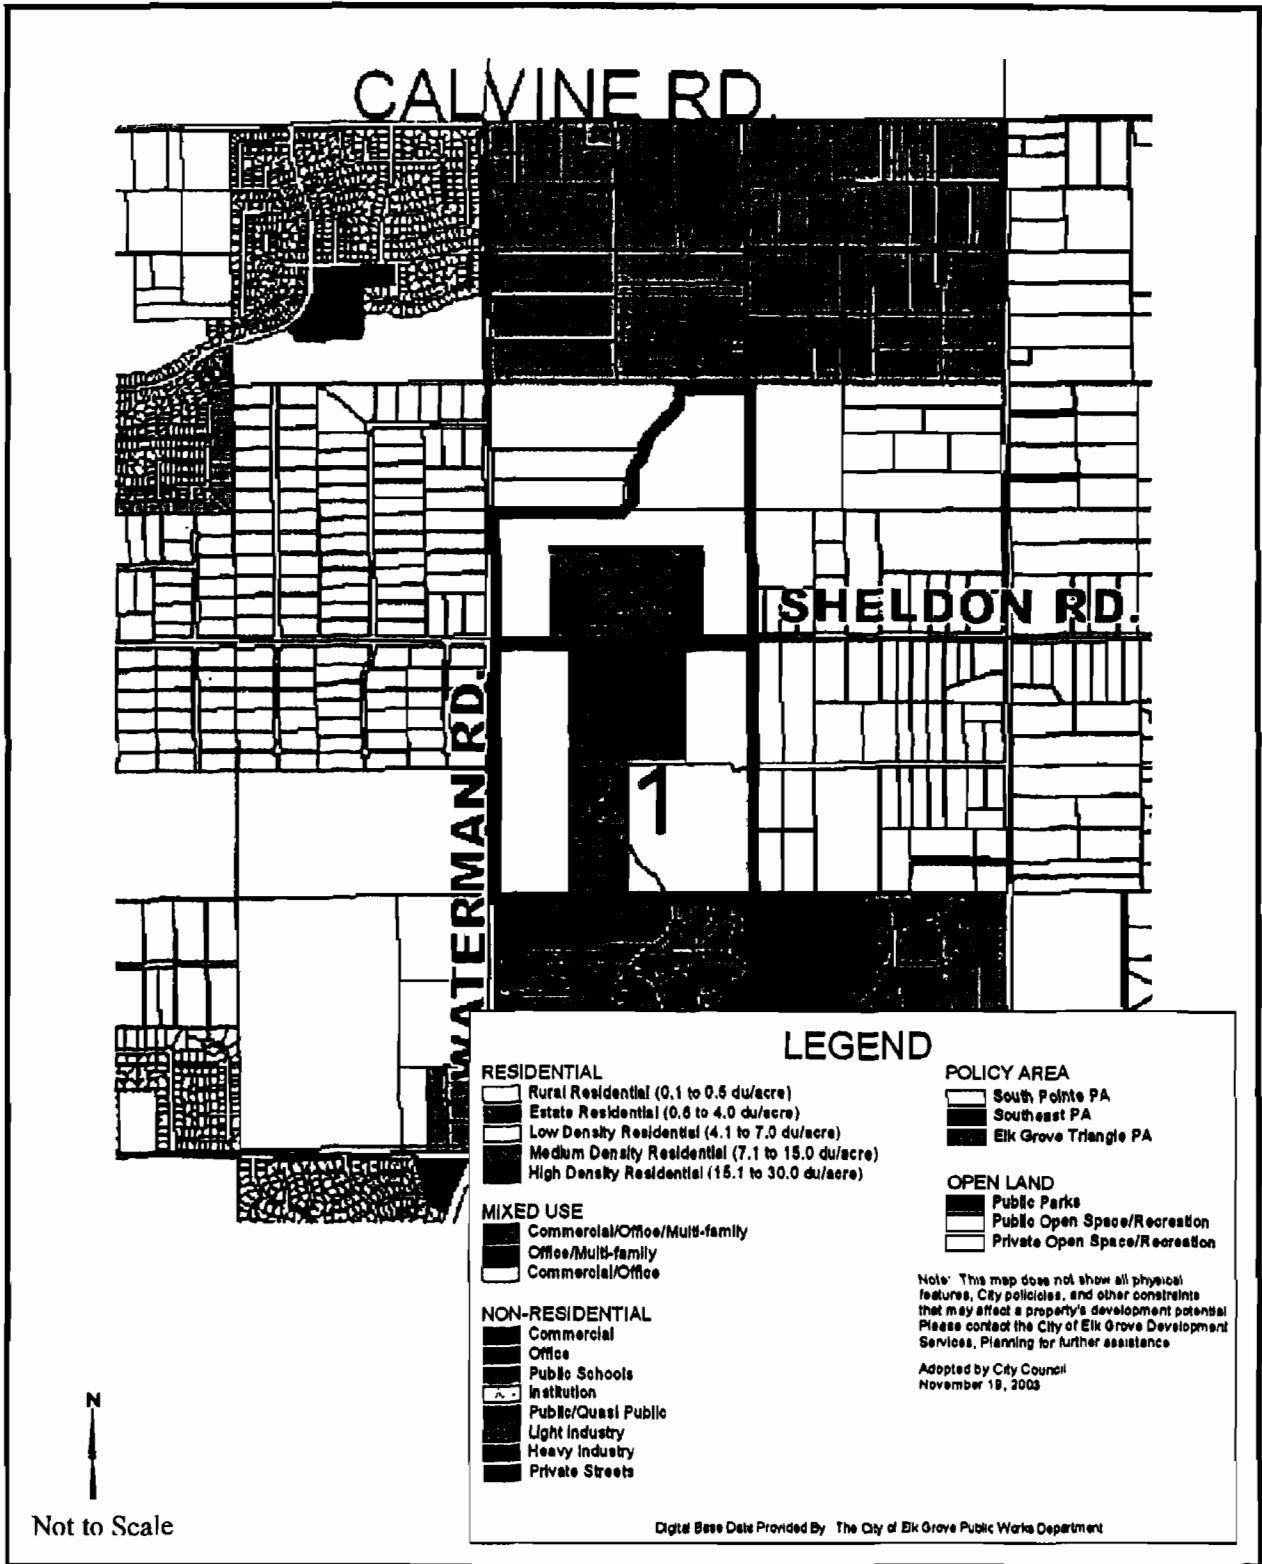 CALVINE RD.
SHELDON RD.
WATERMAN RD.
1
LEGEND
RESIDENTIAL
Rural Residential (0.1 to 0.5 du/acre)
Estate Residential (0.6 to 4.0 du/acre)
Low Density Residential (4.1 to 7.0 du/acre)
Medium Density Residential (7.1 to 15.0 du/acre)
High Density Residential (15.1 to 30.0 du/acre)
MIXED USE
Commercial/Office/Multi-family
Office/Multi-family
Commercial/Office
NON-RESIDENTIAL
Commercial
Office
Public Schools
Institution
Public/Quasi Public
Light Industry
Heavy Industry
Private Streets
POLICY AREA
South Pointe PA
Southeast PA
Elk Grove Triangle PA
OPEN LAND
Public Parks
Public Open Space/Recreation
Private Open Space/Recreation
Note: This map does not show all physical
features, City policicies, and other constraints
that may affect a property's development potential
Please contact the City of Elk Grove Development
Services, Planning for further assistance
Adopted by City Council
November 19, 2003
Digital Base Data Provided By The City of Elk Grove Public Works Department
N
Not to Scale